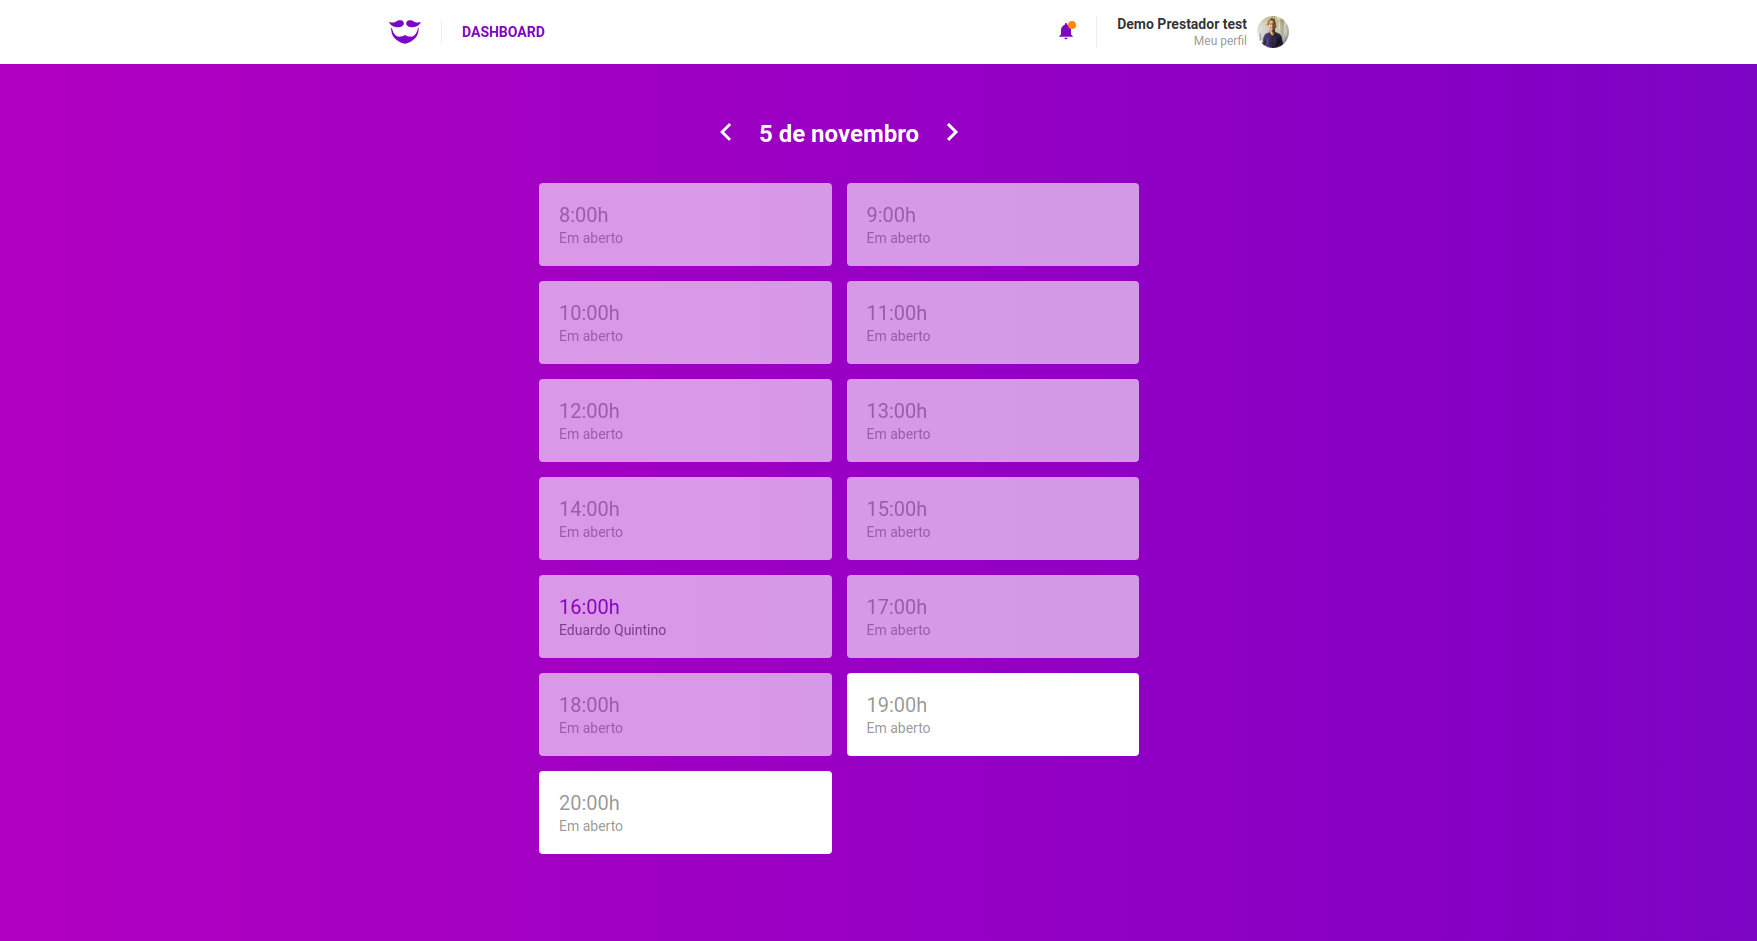 DASHBOARD
Demo Prestador test
Meu perfil
5 de novembro
8:00h
Em aberto
9:00h
Em aberto
10:00h
Em aberto
11:00h
Em aberto
12:00h
Em aberto
13:00h
Em aberto
14:00h
Em aberto
15:00h
Em aberto
16:00h
Eduardo Quintino
17:00h
Em aberto
18:00h
Em aberto
19:00h
Em aberto
20:00h
Em aberto